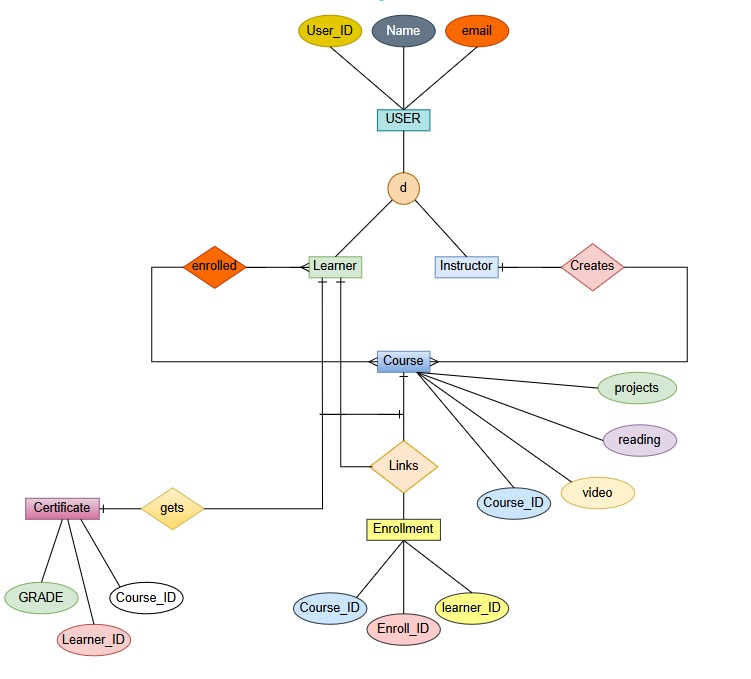 User_ID
Name
email
USER
d
enrolled
Learner
Instructor
Creates
Course
projects
reading
Links
video
Course_ID
Certificate
gets
Enrollment
GRADE
Course_ID
Course_ID
learner_ID
Enroll_ID
Learner_ID